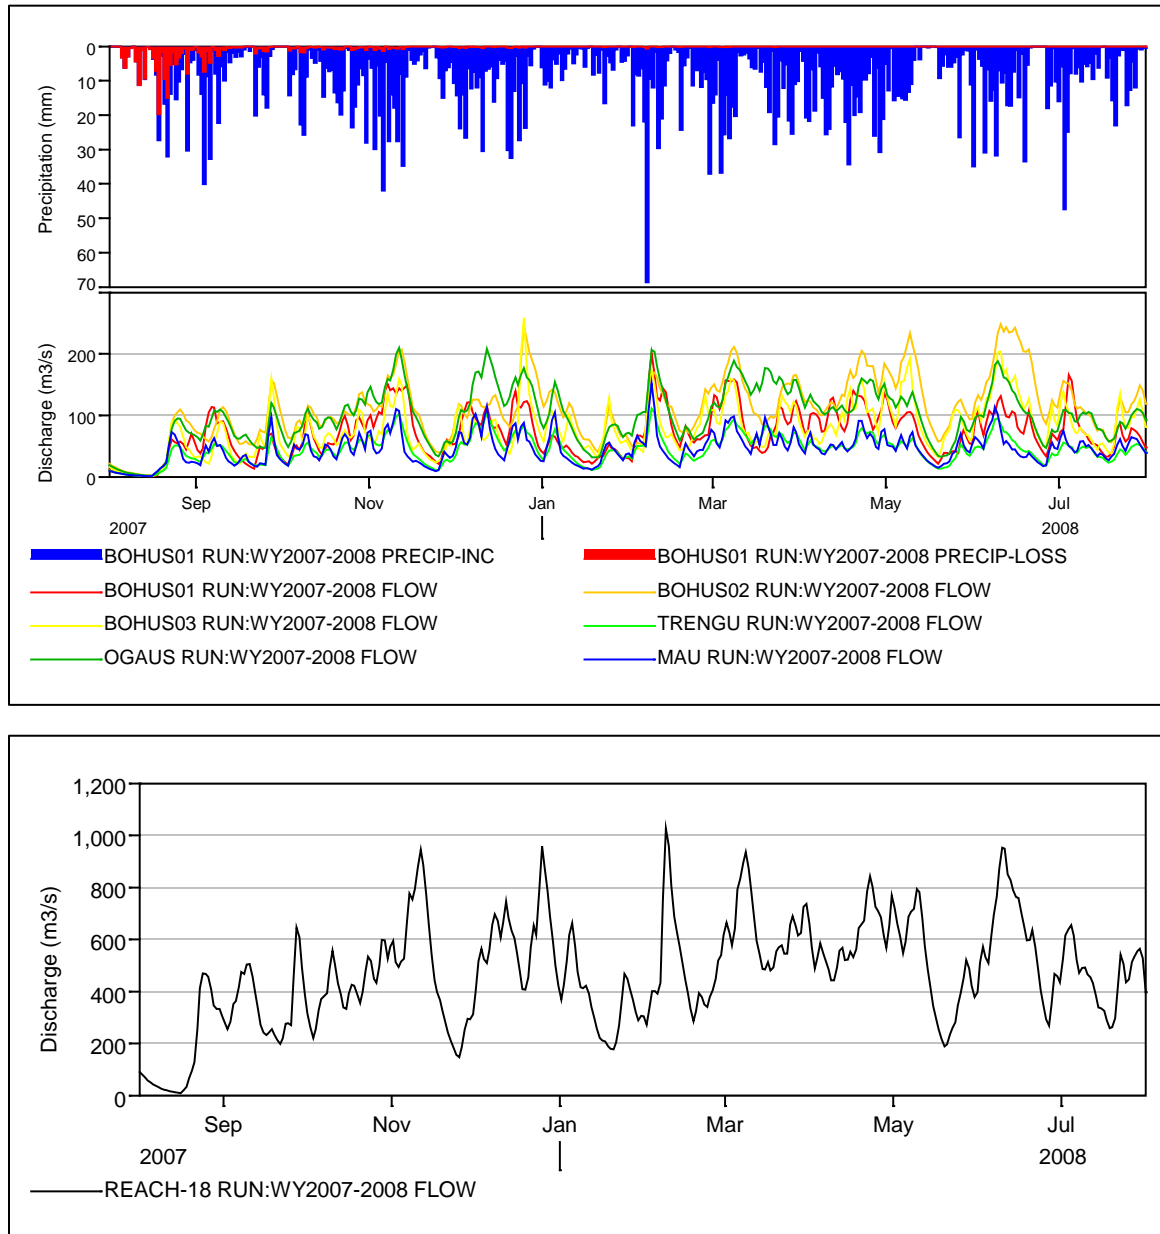 0
10
20
30
40
50
60
70
Precipitation (mm)
200
100
0
Discharge (m3/s)
Sep Nov Jan Mar May Jul
2007 2008
BOHUS01 RUN:WY2007-2008 PRECIP-INC BOHUS01 RUN:WY2007-2008 PRECIP-LOSS
BOHUS01 RUN:WY2007-2008 FLOW BOHUS02 RUN:WY2007-2008 FLOW
BOHUS03 RUN:WY2007-2008 FLOW TRENGU RUN:WY2007-2008 FLOW
OGAUS RUN:WY2007-2008 FLOW MAU RUN:WY2007-2008 FLOW
1,200
1,000
800
600
400
200
0
Discharge (m3/s)
Sep Nov Jan Mar May Jul
2007 2008
REACH-18 RUN:WY2007-2008 FLOW